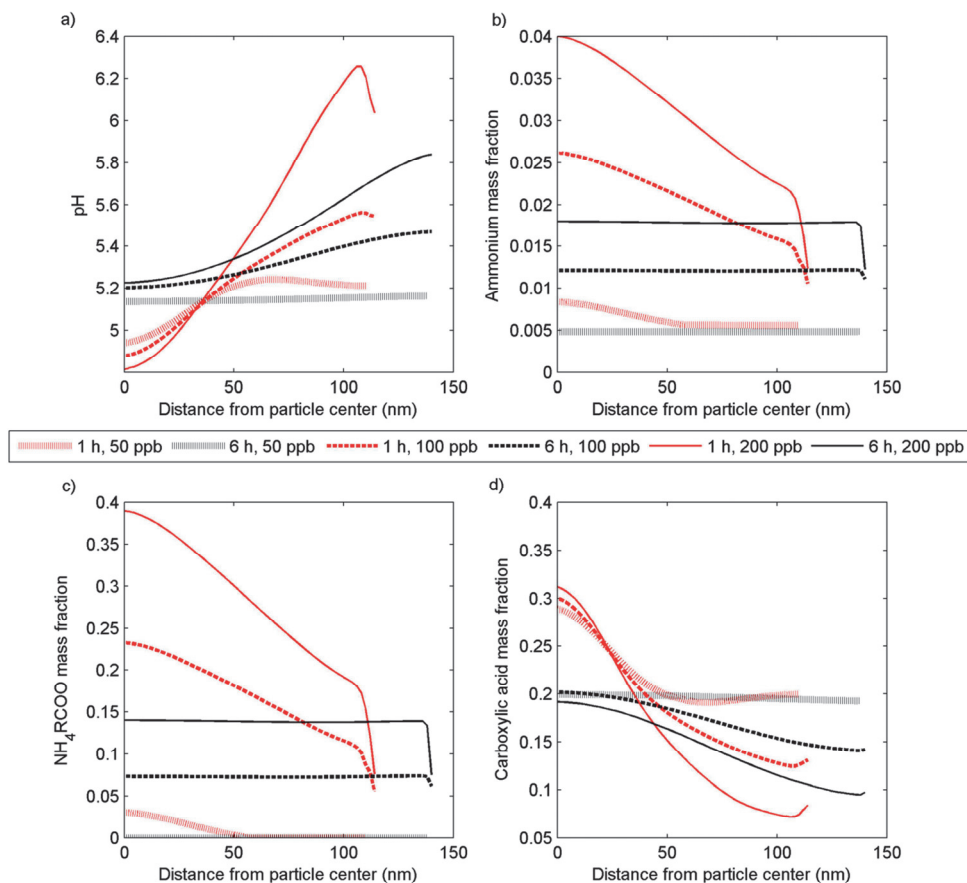 a)
b)
6.4
6.2
6
5.8
5.6
5.4
5.2
5
pH
0 50 100 150
Distance from particle center (nm)
0.04
0.035
0.03
0.025
0.02
0.015
0.01
0.005
0
Ammonium mass fraction
0 50 100 150
Distance from particle center (nm)
1 h, 50 ppb 6 h, 50 ppb 1 h, 100 ppb 6 h, 100 ppb 1 h, 200 ppb 6 h, 200 ppb
c)
d)
0.4
0.35
0.3
0.25
0.2
0.15
0.1
0.05
0
NH4RCOO mass fraction
0 50 100 150
Distance from particle center (nm)
0.4
0.35
0.3
0.25
0.2
0.15
0.1
0.05
Carboxylic acid mass fraction
0 50 100 150
Distance from particle center (nm)